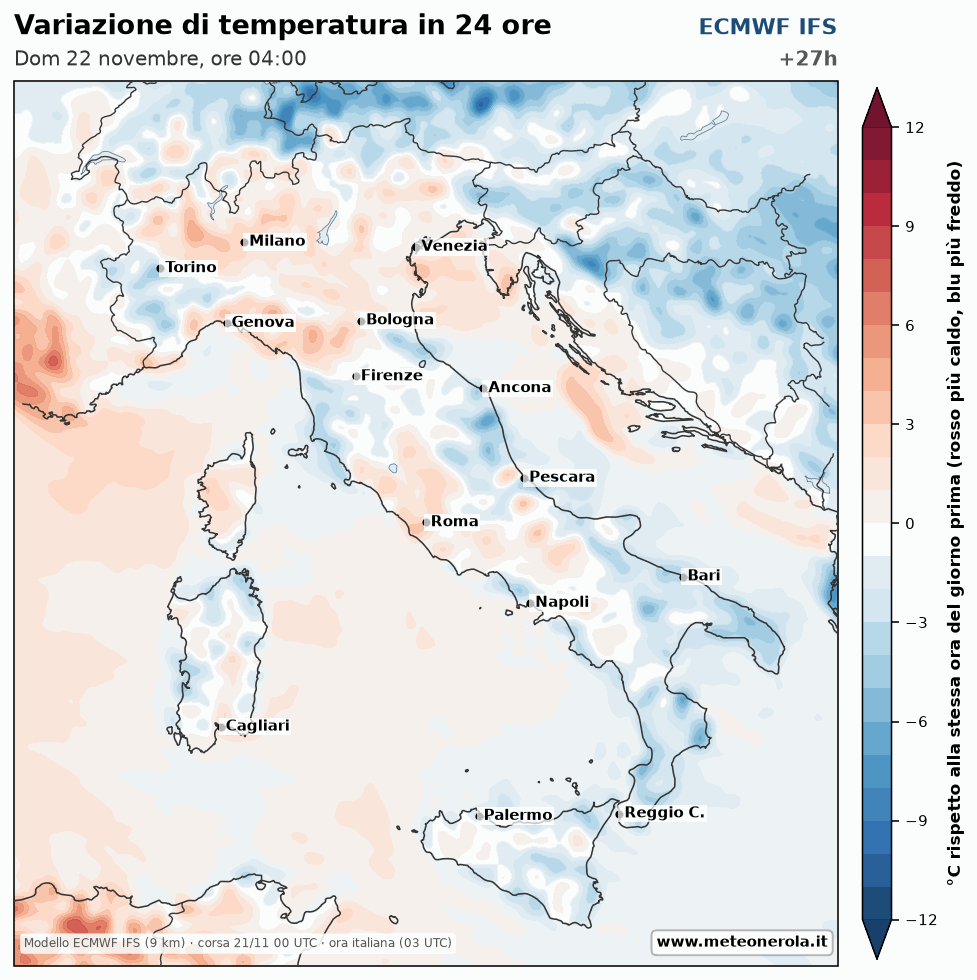 Variazione di temperatura in 24 ore
ECMWF IFS
Dom 22 novembre, ore 04:00
+27h
Milano
Venezia
Torino
Genova
Bologna
Firenze
Ancona
Pescara
Roma
Bari
Napoli
Cagliari
Palermo
Reggio C.
12
9
6
3
0
−3
−6
−9
−12
°C rispetto alla stessa ora del giorno prima (rosso più caldo, blu più freddo)
Modello ECMWF IFS (9 km) · corsa 21/11 00 UTC · ora italiana (03 UTC)
www.meteonerola.it